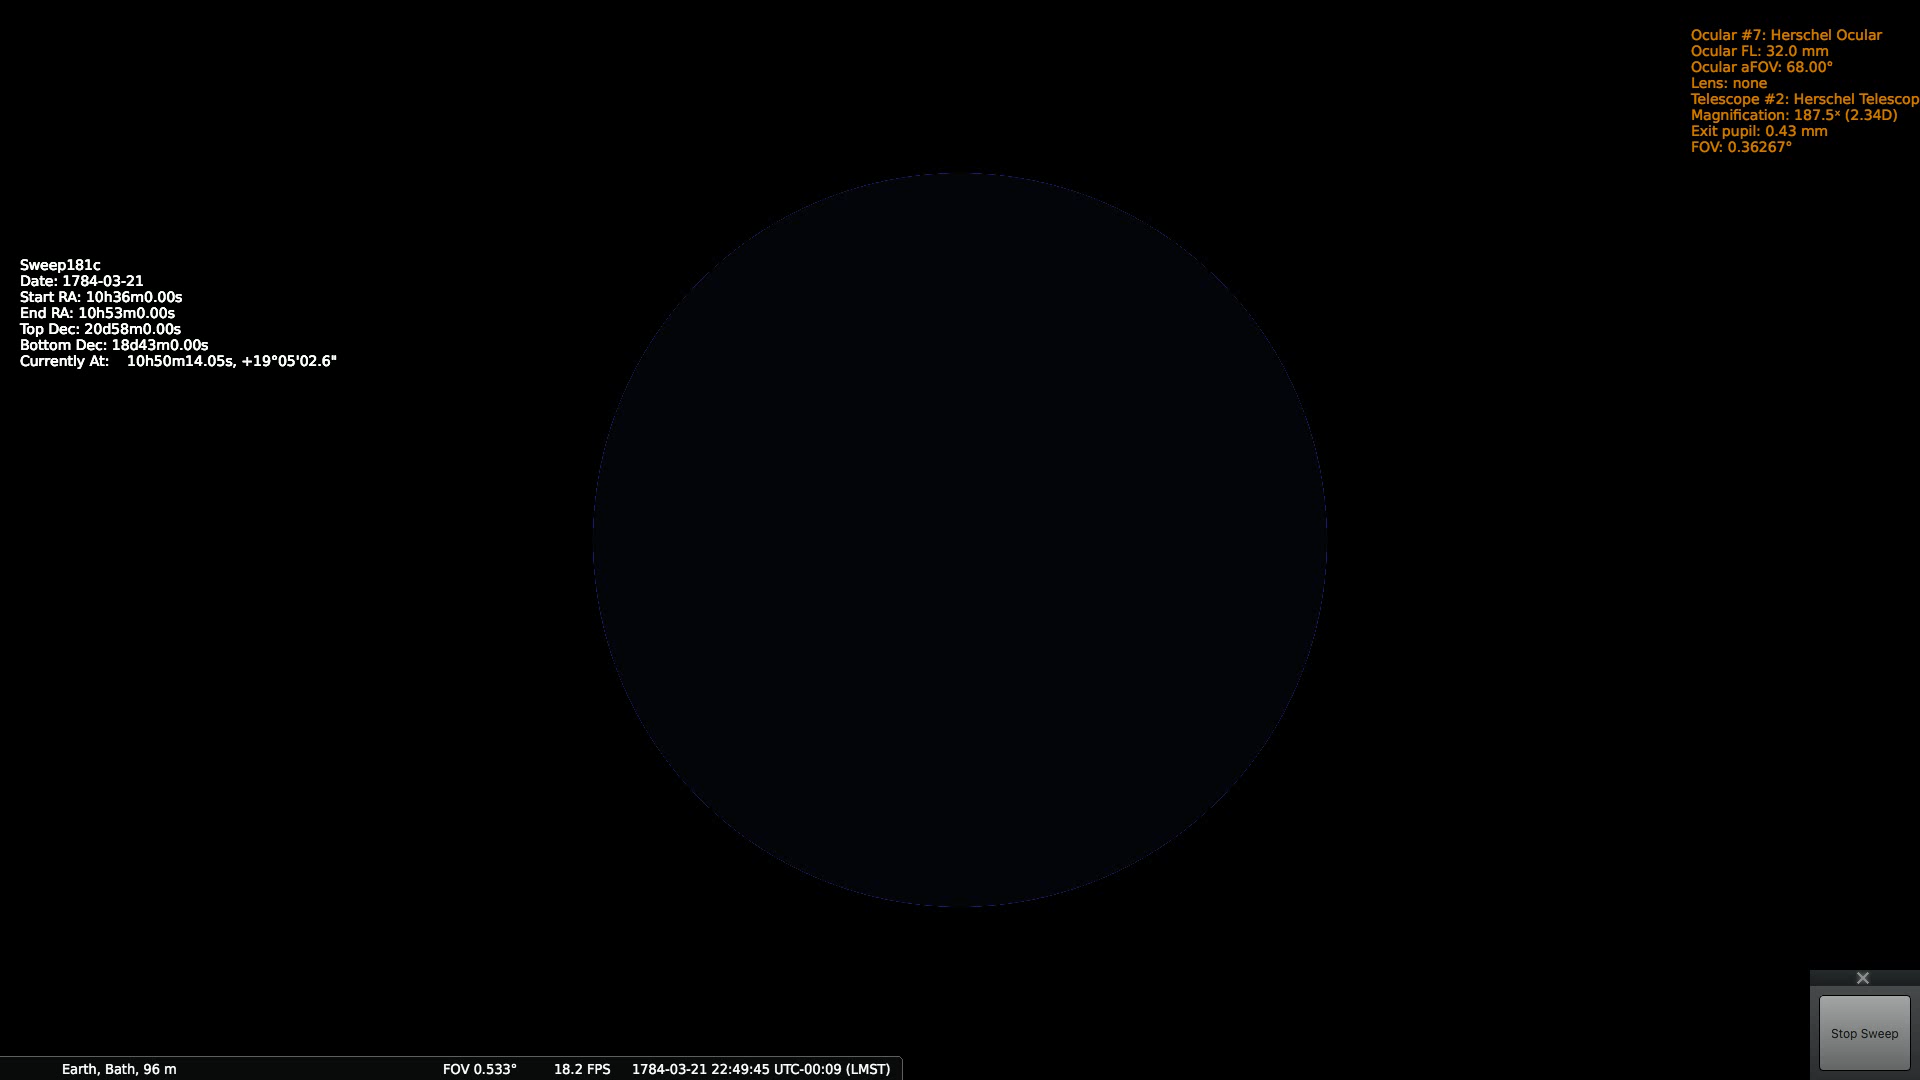 Ocular #7: Herschel Ocular
Ocular FL: 32.0 mm
Ocular aFOV: 68.00°
Lens: none
Telescope #2: Herschel Telescop
Magnification: 187.5ˣ (2.34D)
Exit pupil: 0.43 mm
FOV: 0.36267°
Sweep181c
Date: 1784-03-21
Start RA: 10h36m0.00s
End RA: 10h53m0.00s
Top Dec: 20d58m0.00s
Bottom Dec: 18d43m0.00s
Currently At: 10h50m14.05s, +19°05'02.6"
Stop Sweep
Earth, Bath, 96 m FOV 0.533° 18.2 FPS 1784-03-21 22:49:45 UTC-00:09 (LMST)